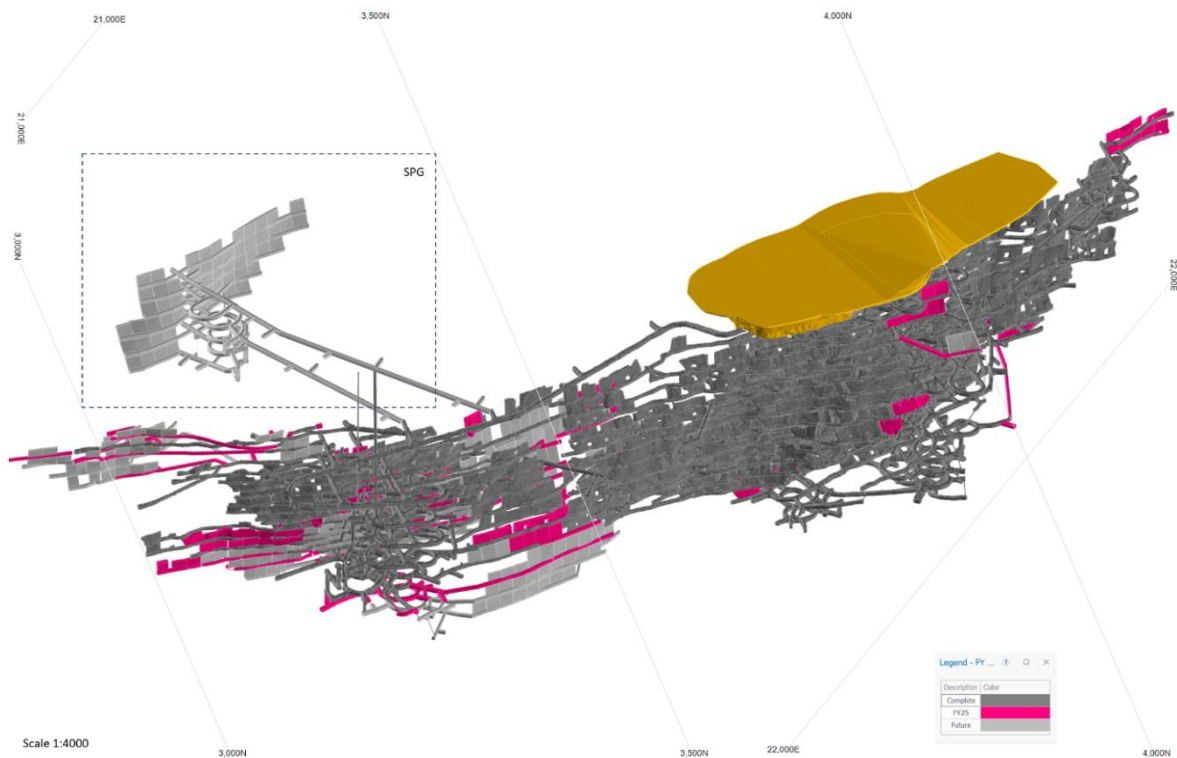 21,000E
3,500N
4,000N
21,000E
SPG
3,000N
22,000E
Legend - FY ...
Description Color
Complete
FY25
Future
Scale 1:4000
3,000N
3,500N
22,000E
4,000N